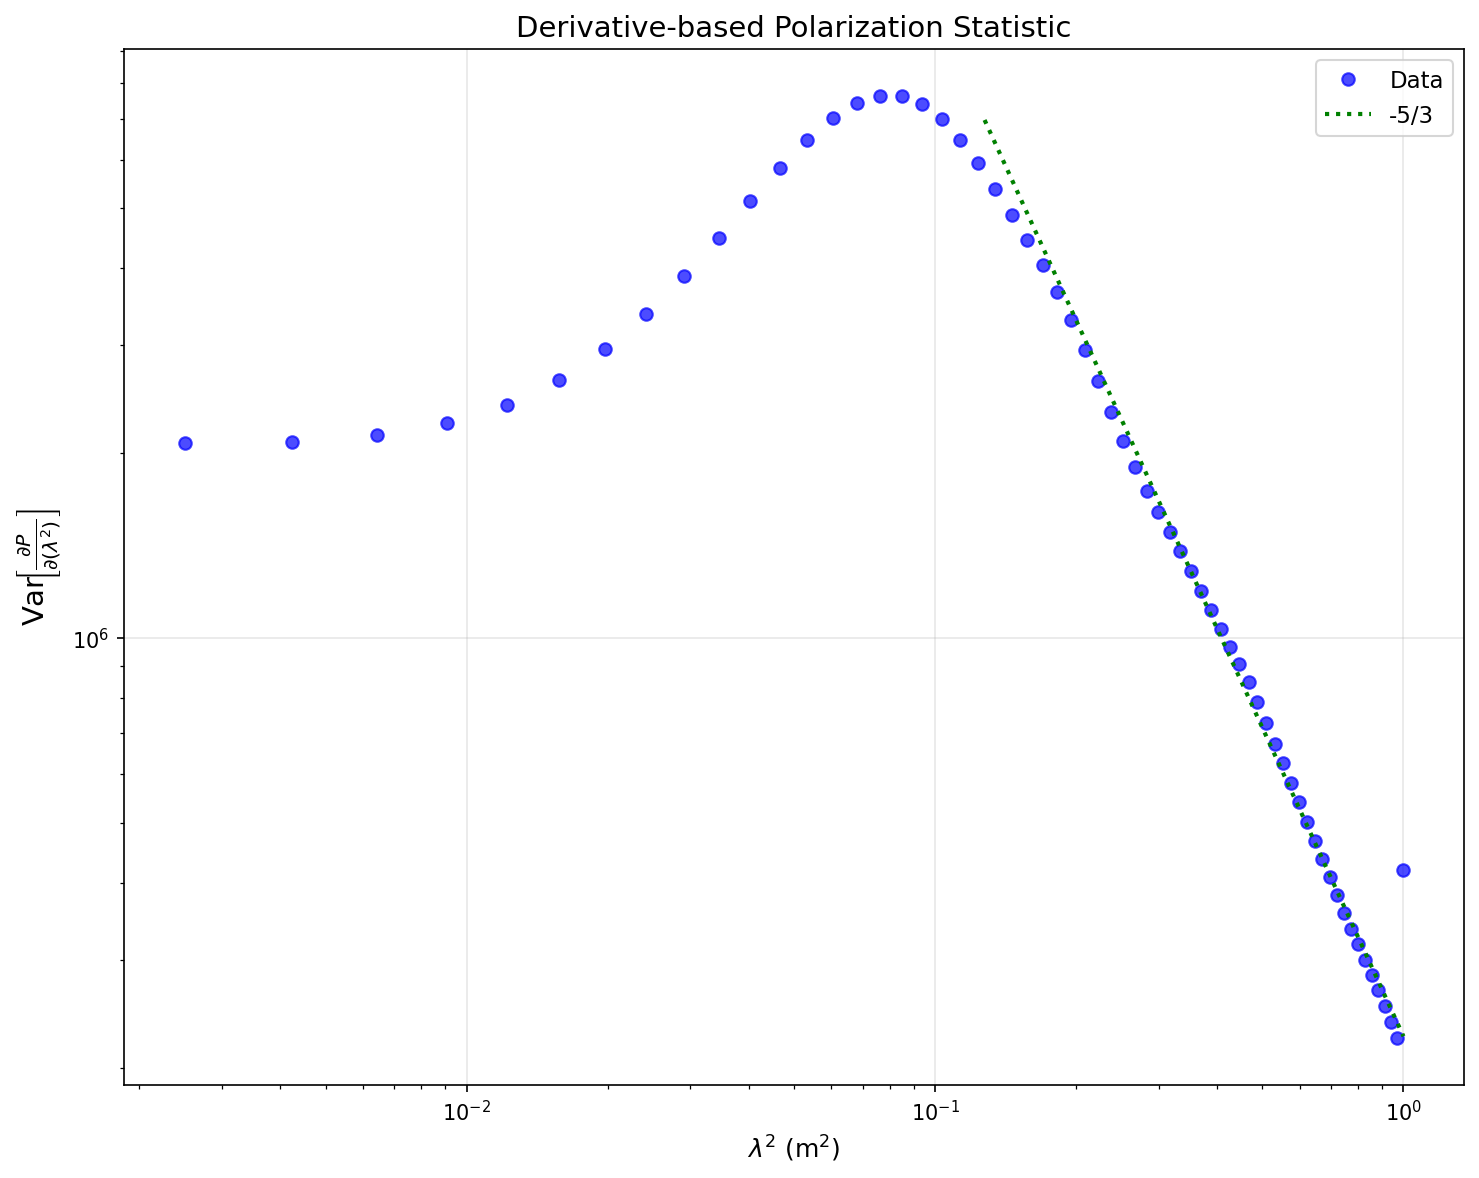 Derivative-based Polarization Statistic
Data
-5/3
Var[∂P/∂(λ²)]
10⁶
10⁻²
10⁻¹
10⁰
λ² (m²)